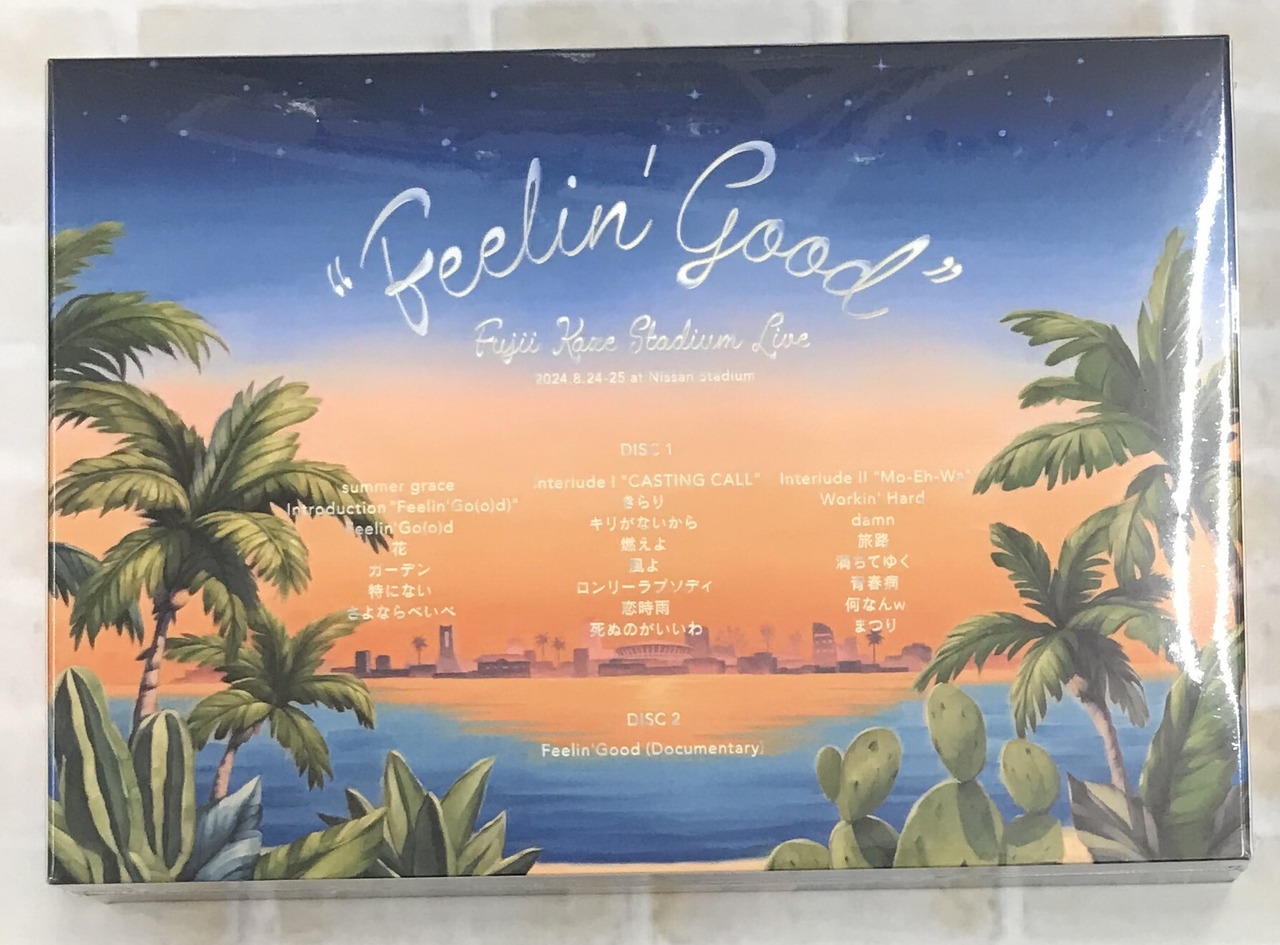 “Feelin' Good”
Fujii Kaze Stadium Live
2024.8.24-25 at Nissan Stadium
DISC 1
summer grace
Introduction "Feelin'Go(o)d"
Feelin'Go(o)d
花
ガーデン
特にない
さよならべいべ
Interlude I "CASTING CALL"
きらり
キリがないから
燃えよ
風よ
ロンリーラプソディ
恋時雨
死ぬのがいいわ
Interlude II "Mo-Eh-Wa"
Workin' Hard
damn
旅路
満ちてゆく
青春病
何なんw
まつり
DISC 2
Feelin'Good (Documentary)